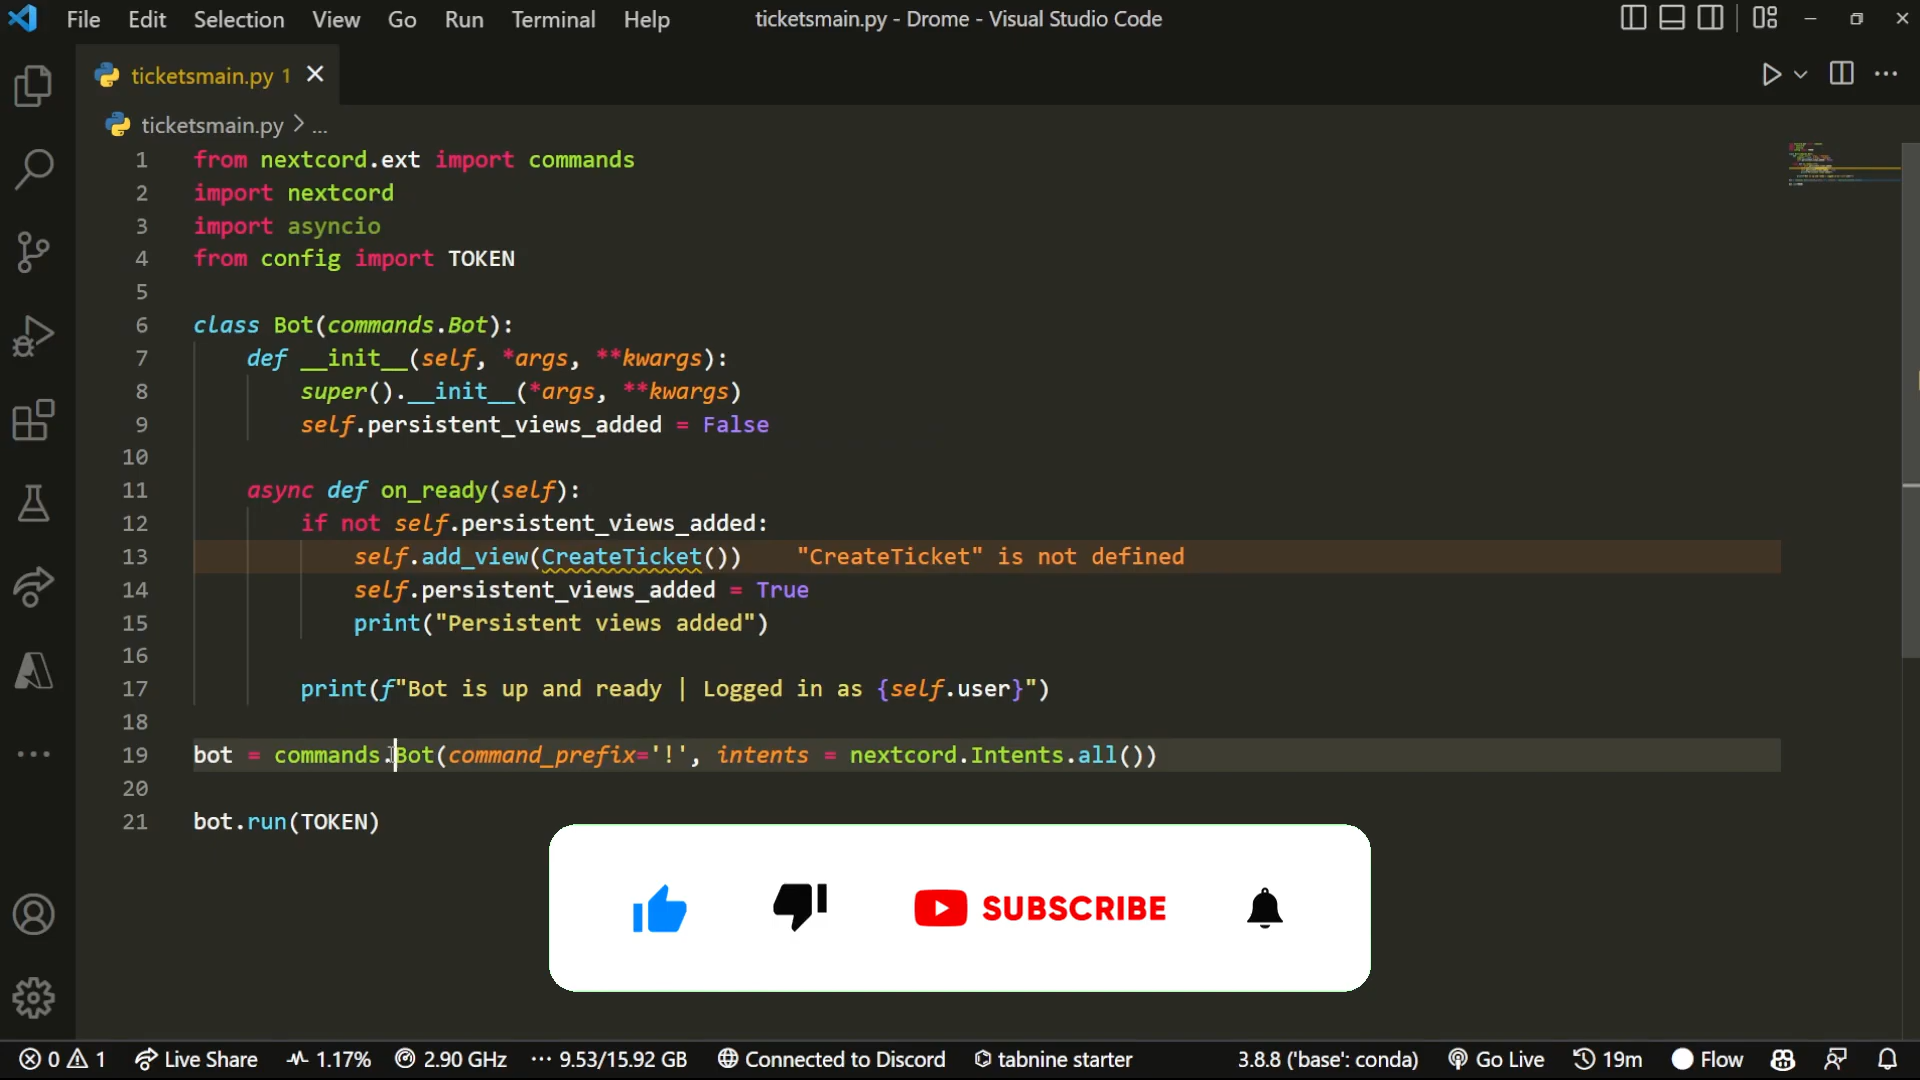 File Edit Selection View Go Run Terminal Help ticketsmain.py - Drome - Visual Studio Code
ticketsmain.py 1
ticketsmain.py > ...
1 from nextcord.ext import commands
2 import nextcord
3 import asyncio
4 from config import TOKEN
5
6 class Bot(commands.Bot):
7 def __init__(self, *args, **kwargs):
8 super().__init__(*args, **kwargs)
9 self.persistent_views_added = False
10
11 async def on_ready(self):
12 if not self.persistent_views_added:
13 self.add_view(CreateTicket()) "CreateTicket" is not defined
14 self.persistent_views_added = True
15 print("Persistent views added")
16
17 print(f"Bot is up and ready | Logged in as {self.user}")
18
19 bot = commands.Bot(command_prefix='!', intents = nextcord.Intents.all())
20
21 bot.run(TOKEN)
SUBSCRIBE
0 1 Live Share 1.17% 2.90 GHz ··· 9.53/15.92 GB Connected to Discord tabnine starter 3.8.8 ('base': conda) Go Live 19m Flow